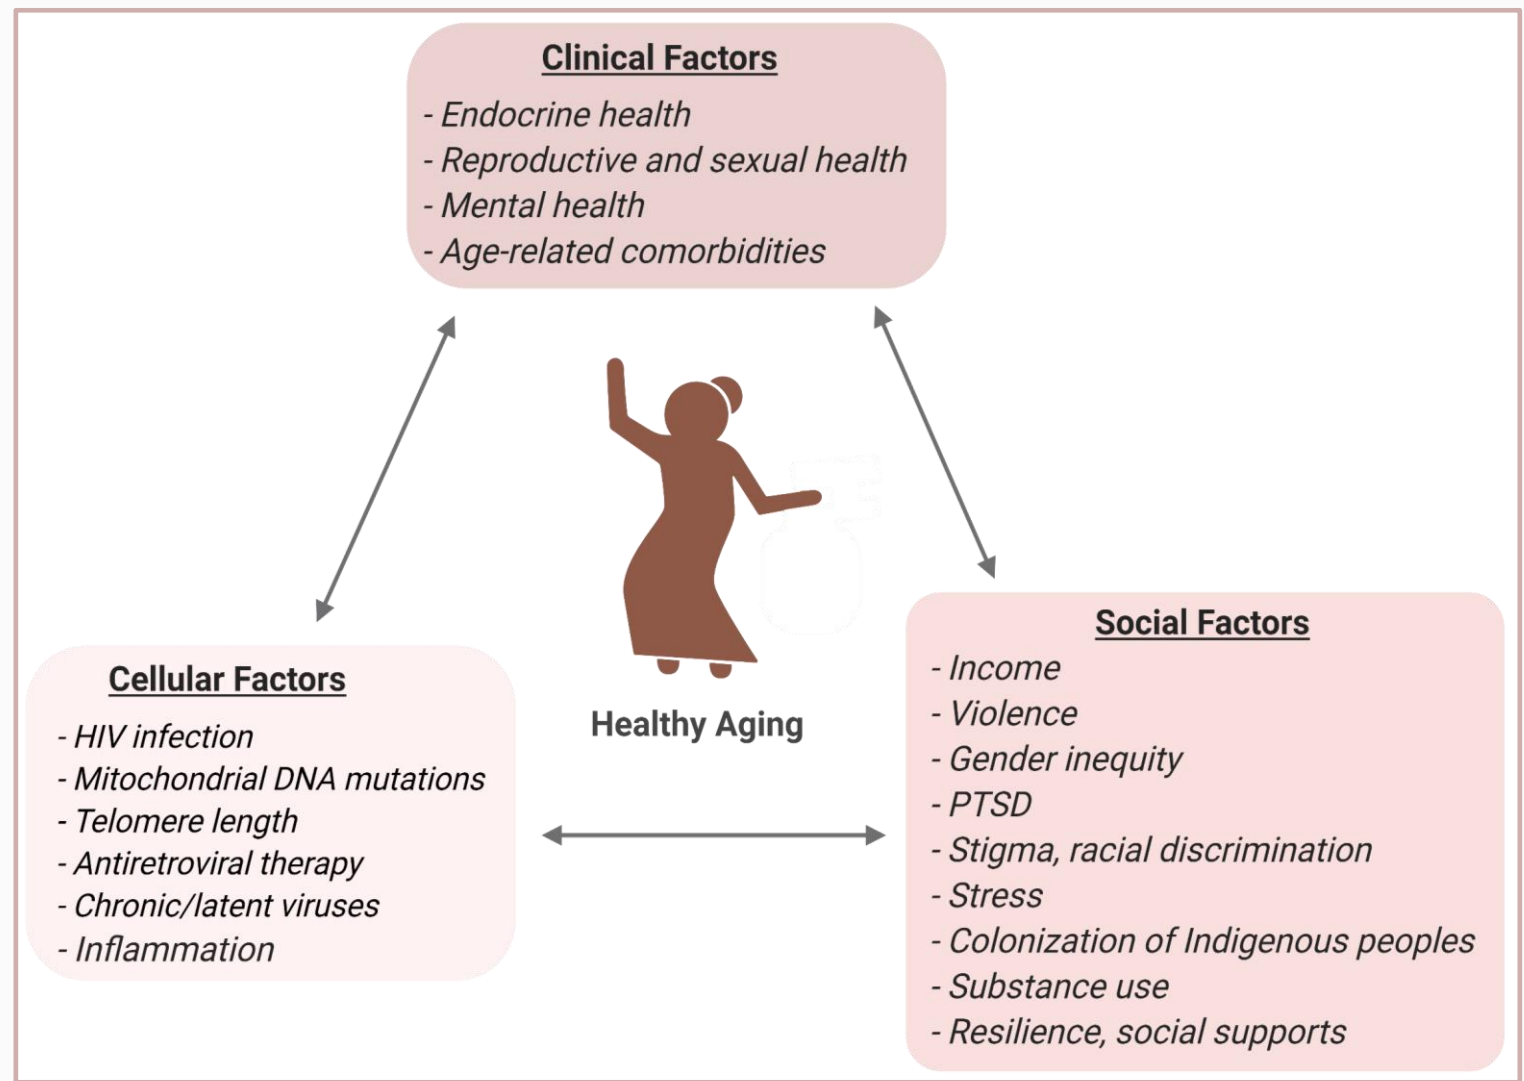 Clinical Factors
- Endocrine health
- Reproductive and sexual health
- Mental health
- Age-related comorbidities
Healthy Aging
Cellular Factors
- HIV infection
- Mitochondrial DNA mutations
- Telomere length
- Antiretroviral therapy
- Chronic/latent viruses
- Inflammation
Social Factors
- Income
- Violence
- Gender inequity
- PTSD
- Stigma, racial discrimination
- Stress
- Colonization of Indigenous peoples
- Substance use
- Resilience, social supports